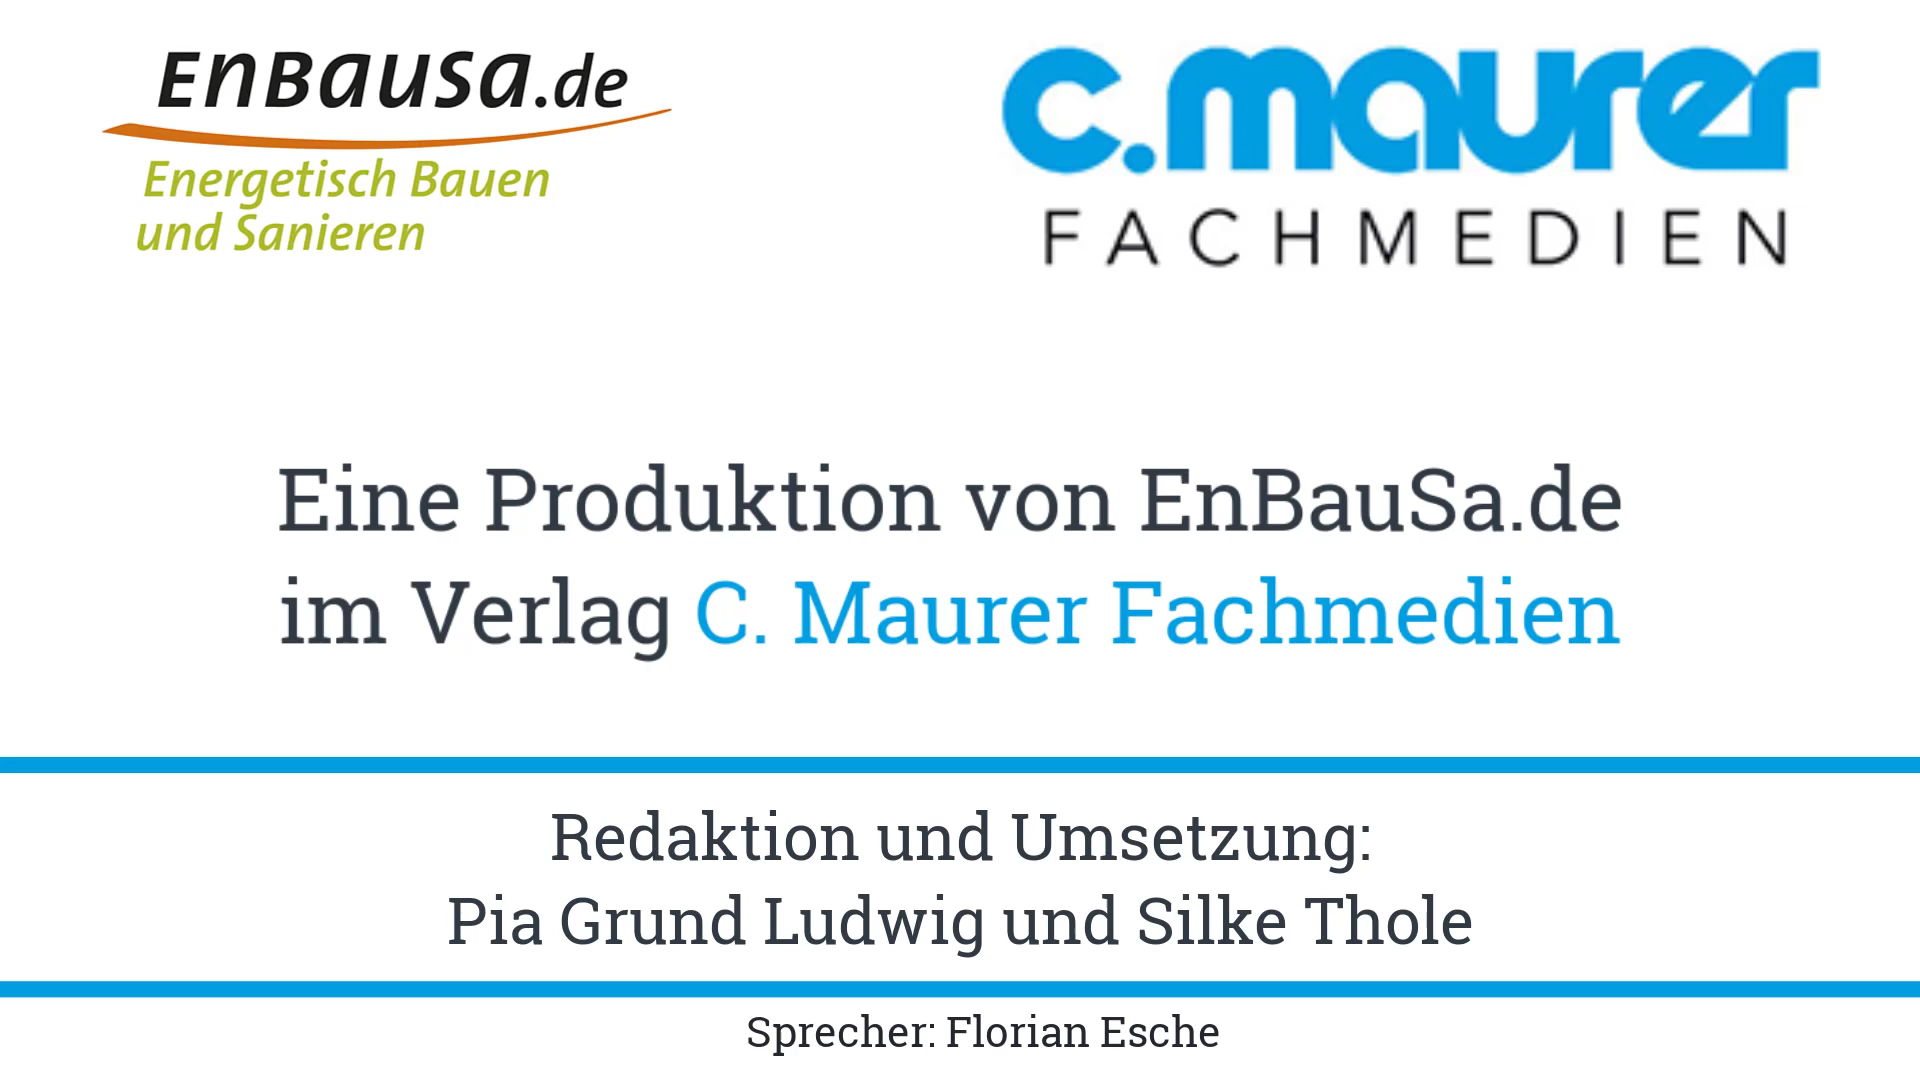 EnBauSa.de
Energetisch Bauen
und Sanieren
c.maurer
FACHMEDIEN
Eine Produktion von EnBauSa.de
im Verlag C. Maurer Fachmedien
Redaktion und Umsetzung:
Pia Grund Ludwig und Silke Thole
Sprecher: Florian Esche